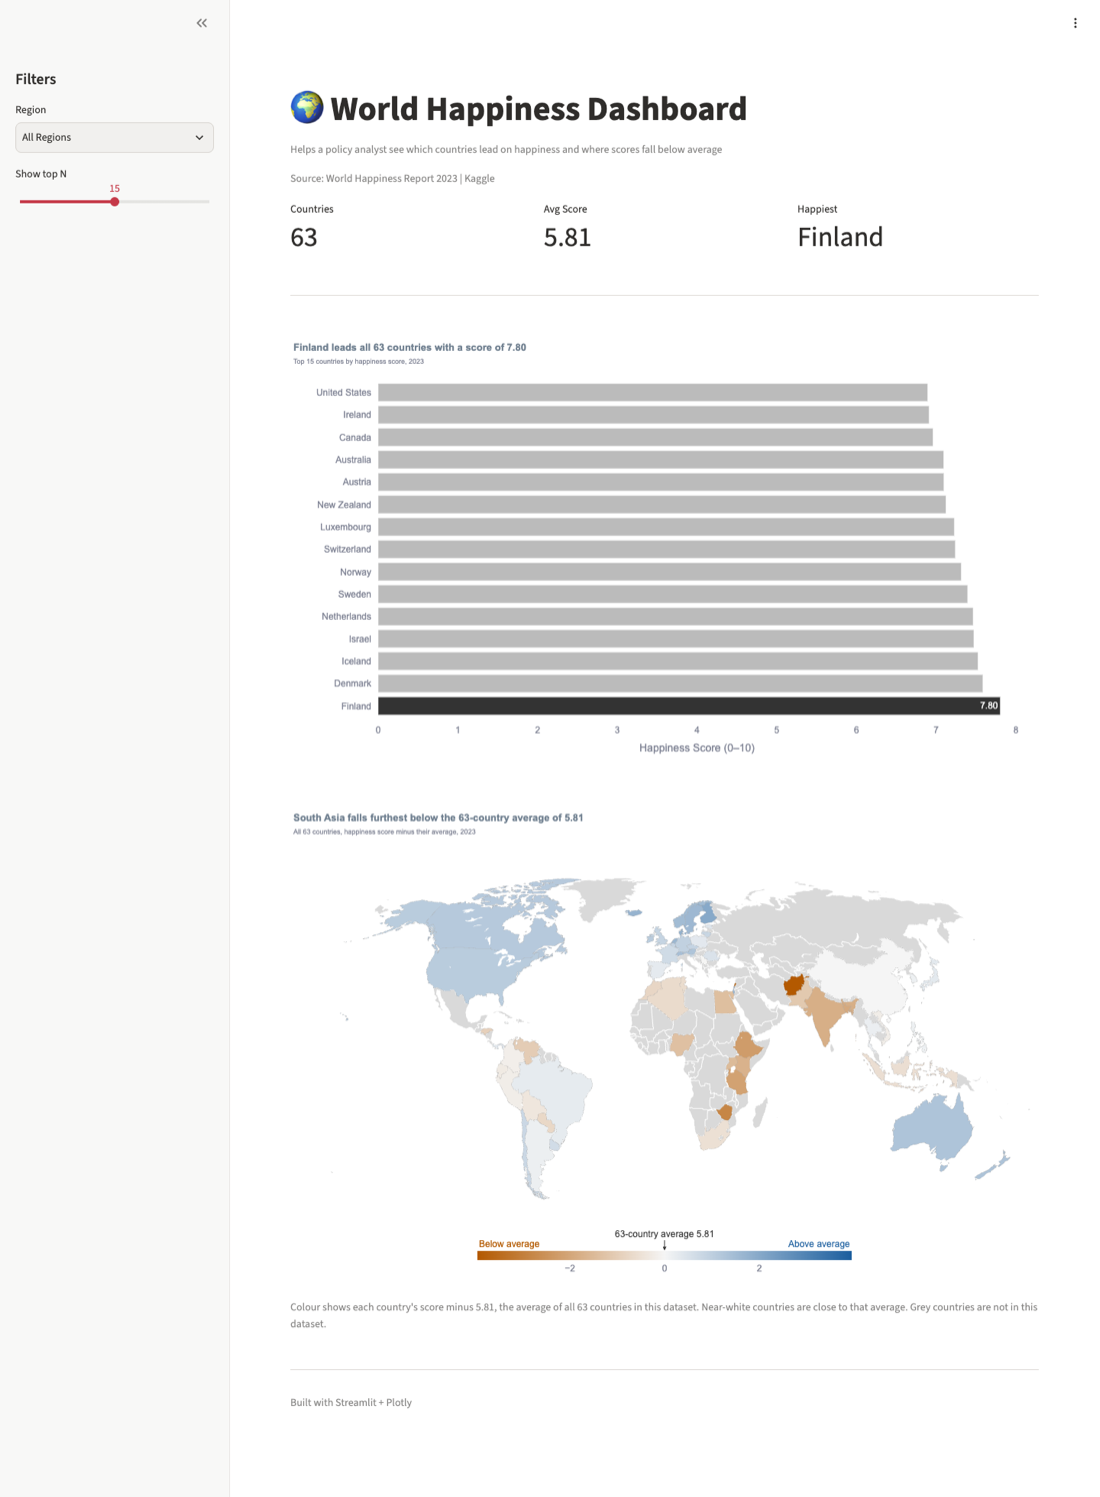 Filters
Region
All Regions
Show top N
15
World Happiness Dashboard
Helps a policy analyst see which countries lead on happiness and where scores fall below average
Source: World Happiness Report 2023 | Kaggle
Countries
63
Avg Score
5.81
Happiest
Finland
Finland leads all 63 countries with a score of 7.80
Top 15 countries by happiness score, 2023
United States
Ireland
Canada
Australia
Austria
New Zealand
Luxembourg
Switzerland
Norway
Sweden
Netherlands
Israel
Iceland
Denmark
Finland
7.80
0 1 2 3 4 5 6 7 8
Happiness Score (0–10)
South Asia falls furthest below the 63-country average of 5.81
All 63 countries, happiness score minus their average, 2023
63-country average 5.81
Below average
Above average
−2 0 2
Colour shows each country's score minus 5.81, the average of all 63 countries in this dataset. Near-white countries are close to that average. Grey countries are not in this
dataset.
Built with Streamlit + Plotly